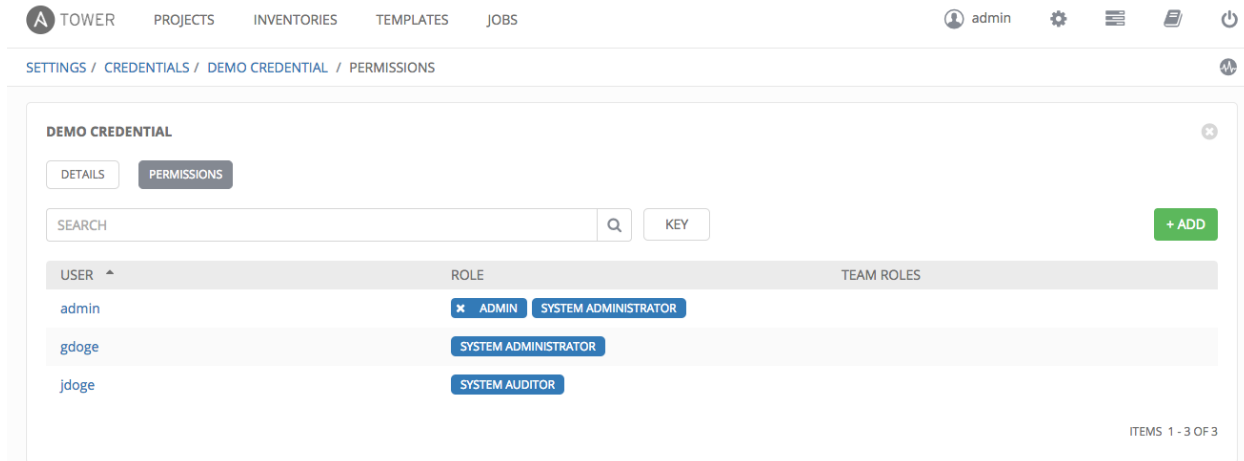 A TOWER PROJECTS INVENTORIES TEMPLATES JOBS admin
SETTINGS / CREDENTIALS / DEMO CREDENTIAL / PERMISSIONS
DEMO CREDENTIAL
DETAILS PERMISSIONS
SEARCH KEY + ADD
USER ROLE TEAM ROLES
admin × ADMIN SYSTEM ADMINISTRATOR
gdoge SYSTEM ADMINISTRATOR
jdoge SYSTEM AUDITOR
ITEMS 1 - 3 OF 3